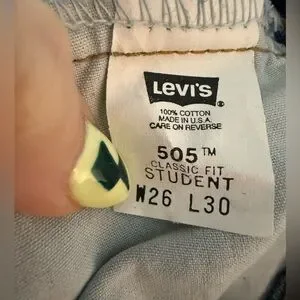 LEVI'S ®
100% COTTON
MADE IN U.S.A.
CARE ON REVERSE
505™
CLASSIC FIT
STUDENT
W26 L30